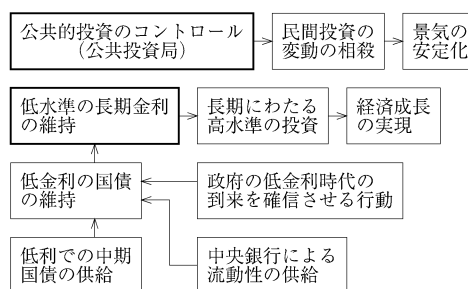 公共的投資のコントロール
(公共投資局)
民間投資の
変動の相殺
景気の
安定化
低水準の長期金利
の維持
長期にわたる
高水準の投資
経済成長
の実現
低金利の国債
の維持
政府の低金利時代の
到来を確信させる行動
低利での中期
国債の供給
中央銀行による
流動性の供給